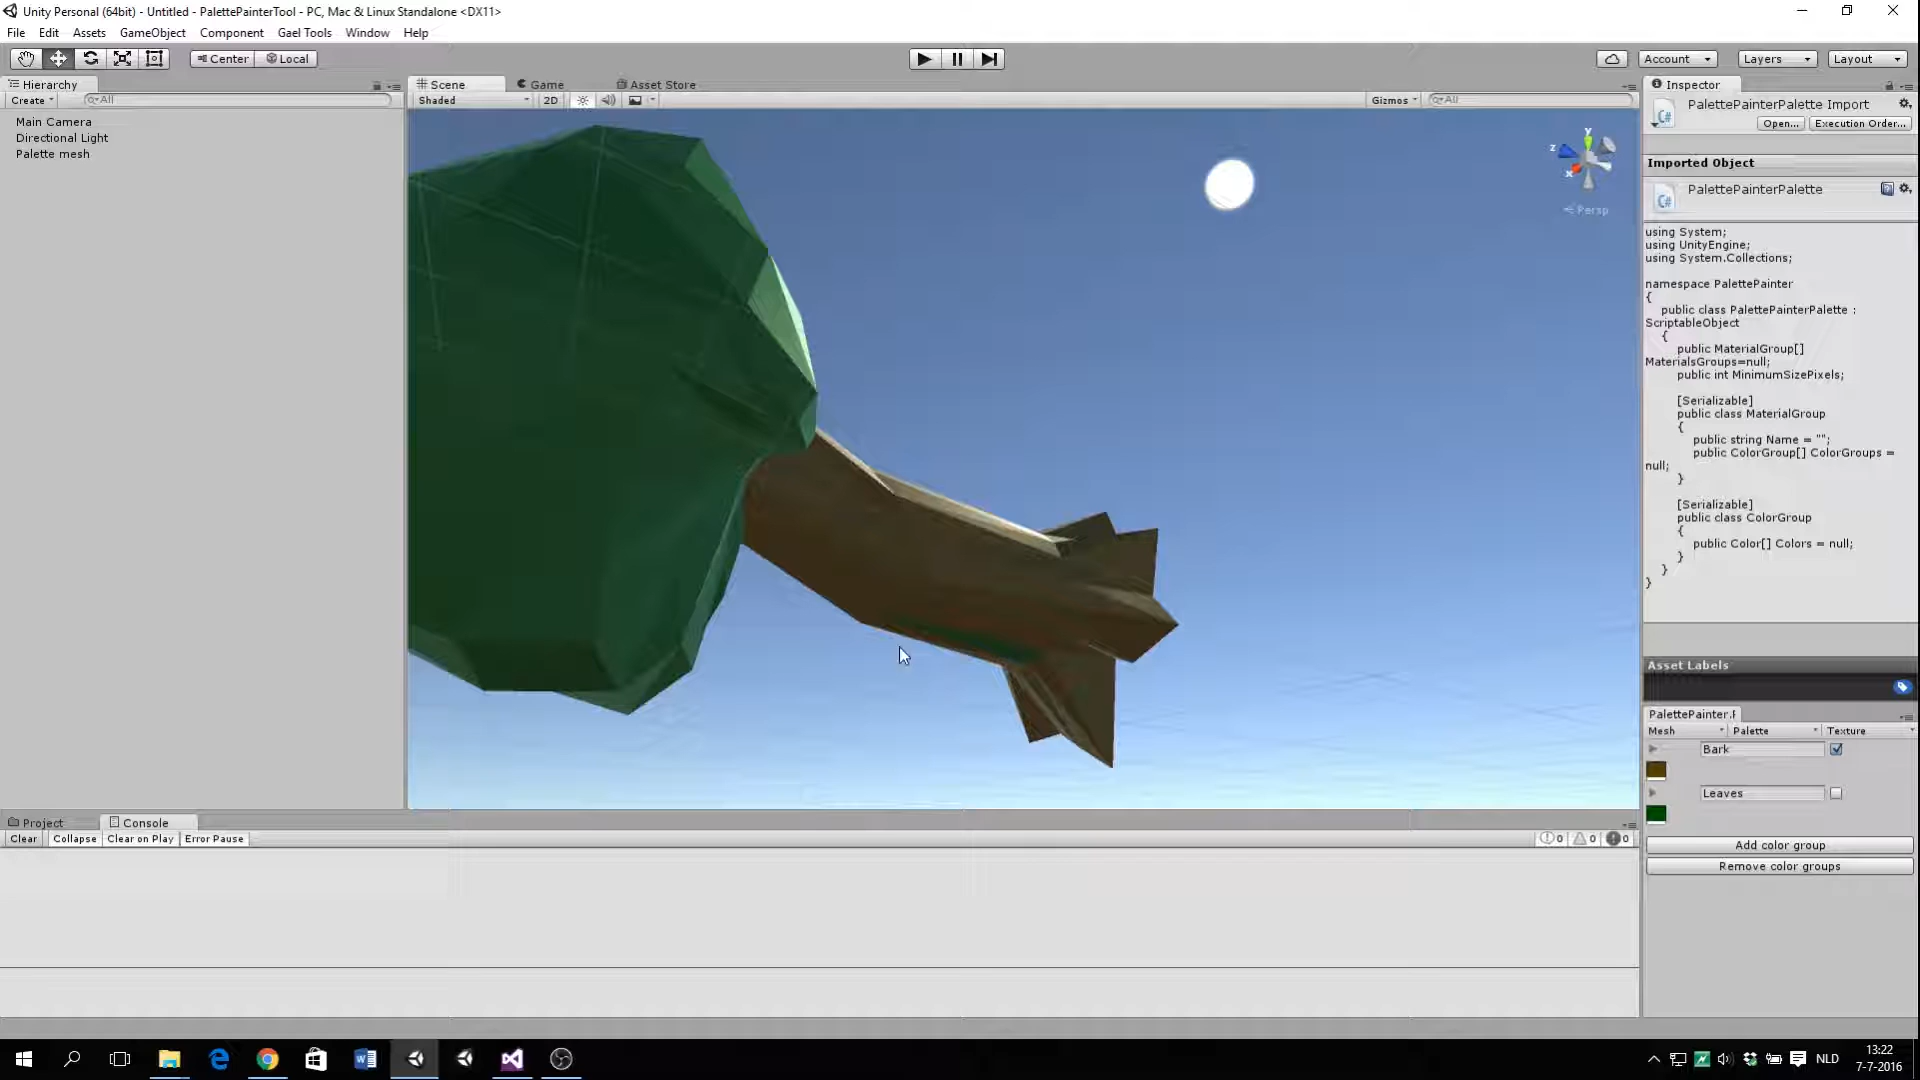 Unity Personal (64bit) - Untitled - PalettePainterTool - PC, Mac & Linux Standalone <DX11>
File Edit Assets GameObject Component Gael Tools Window Help
Center Local Account Layers Layout
Hierarchy Scene Game Asset Store Inspector
Create All Shaded 2D Gizmos All
Main Camera
Directional Light
Palette mesh
y
z
x
Persp
PalettePainterPalette Import
Open... Execution Order...
Imported Object
C#
PalettePainterPalette
C#
using System;
using UnityEngine;
using System.Collections;
namespace PalettePainter
{
public class PalettePainterPalette :
ScriptableObject
{
public MaterialGroup[]
MaterialsGroups=null;
public int MinimumSizePixels;
[Serializable]
public class MaterialGroup
{
public string Name = "";
public ColorGroup[] ColorGroups =
null;
}
[Serializable]
public class ColorGroup
{
public Color[] Colors = null;
}
}
}
Asset Labels
PalettePainter.
Mesh Palette Texture
Bark
Leaves
Add color group
Remove color groups
Project Console
Clear Collapse Clear on Play Error Pause 0 0 0
NLD
13:22
7-7-2016